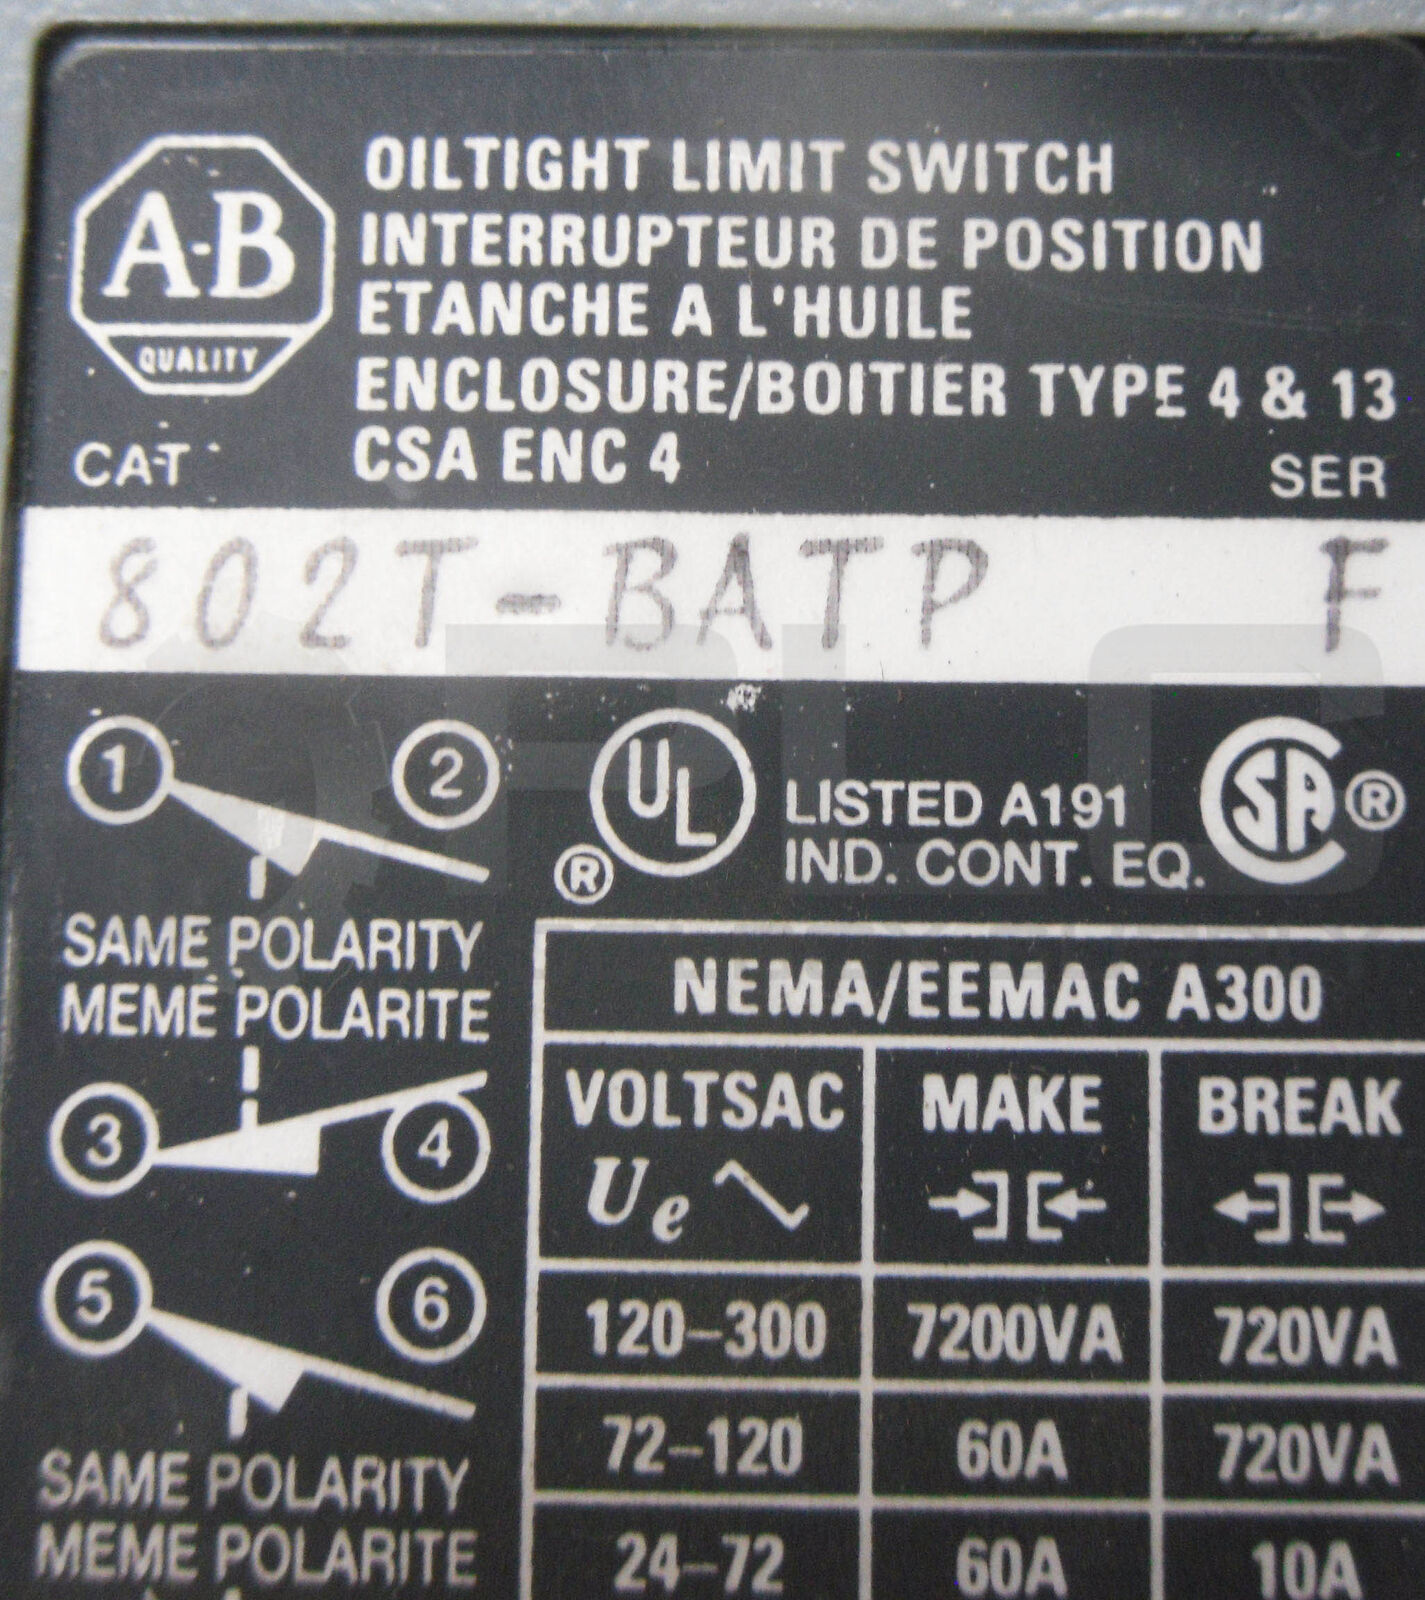 A-B
QUALITY
OILTIGHT LIMIT SWITCH
INTERRUPTEUR DE POSITION
ETANCHE A L'HUILE
ENCLOSURE/BOITIER TYPE 4 & 13
CSA ENC 4
CAT
SER
802T-BATP F
1 2
UL
®
LISTED A191
IND. CONT. EQ.
SA ®
SAME POLARITY
MEME POLARITE
3 4
5 6
SAME POLARITY
MEME POLARITE
NEMA/EEMAC A300
VOLTSAC MAKE BREAK
Ue
120-300 7200VA 720VA
72-120 60A 720VA
24-72 60A 10A
PLC